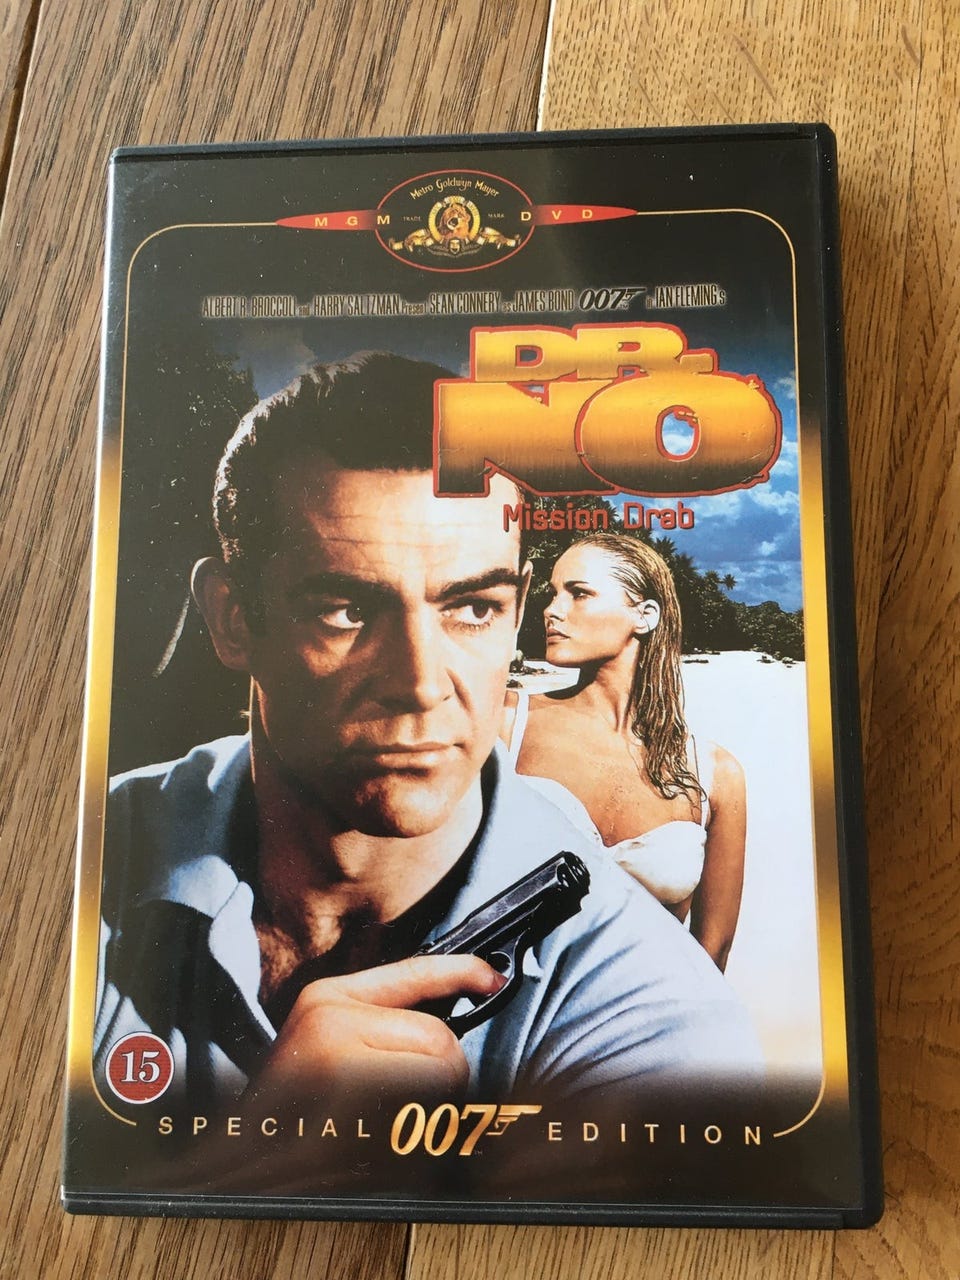 Metro Goldwyn Mayer
MGM TRADE MARK DVD
ALBERT R. BROCCOLI and HARRY SALTZMAN Present SEAN CONNERY as JAMES BOND 007 in IAN FLEMING's
DR.
NO
Mission Drab
15
SPECIAL 007 EDITION